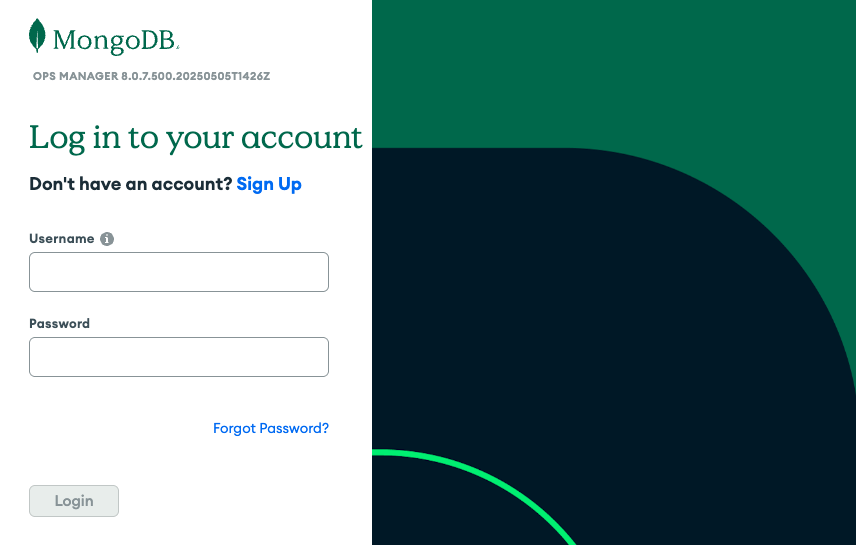 MongoDB.
OPS MANAGER 8.0.7.500.20250505T1426Z
Log in to your account
Don't have an account? Sign Up
Username
Password
Forgot Password?
Login